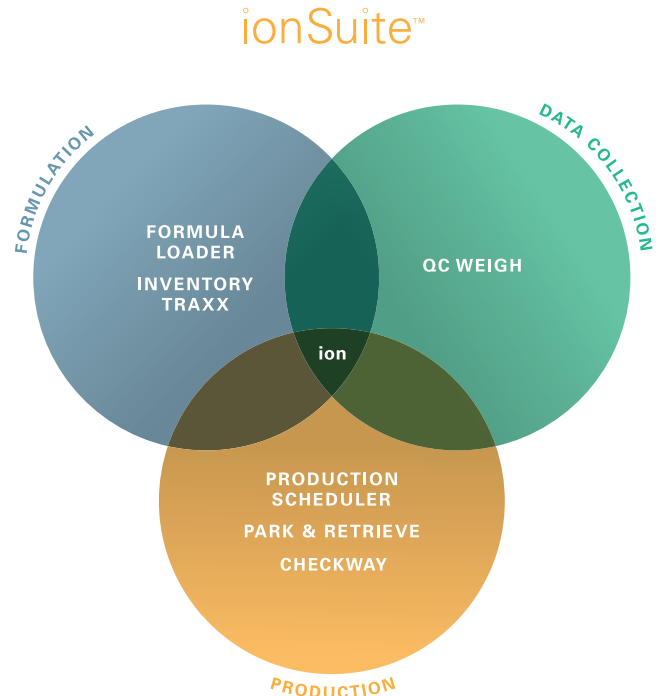 ionSuite™
FORMULATION
DATA COLLECTION
FORMULA
LOADER
INVENTORY
TRAXX
QC WEIGH
ion
PRODUCTION
SCHEDULER
PARK & RETRIEVE
CHECKWAY
PRODUCTION